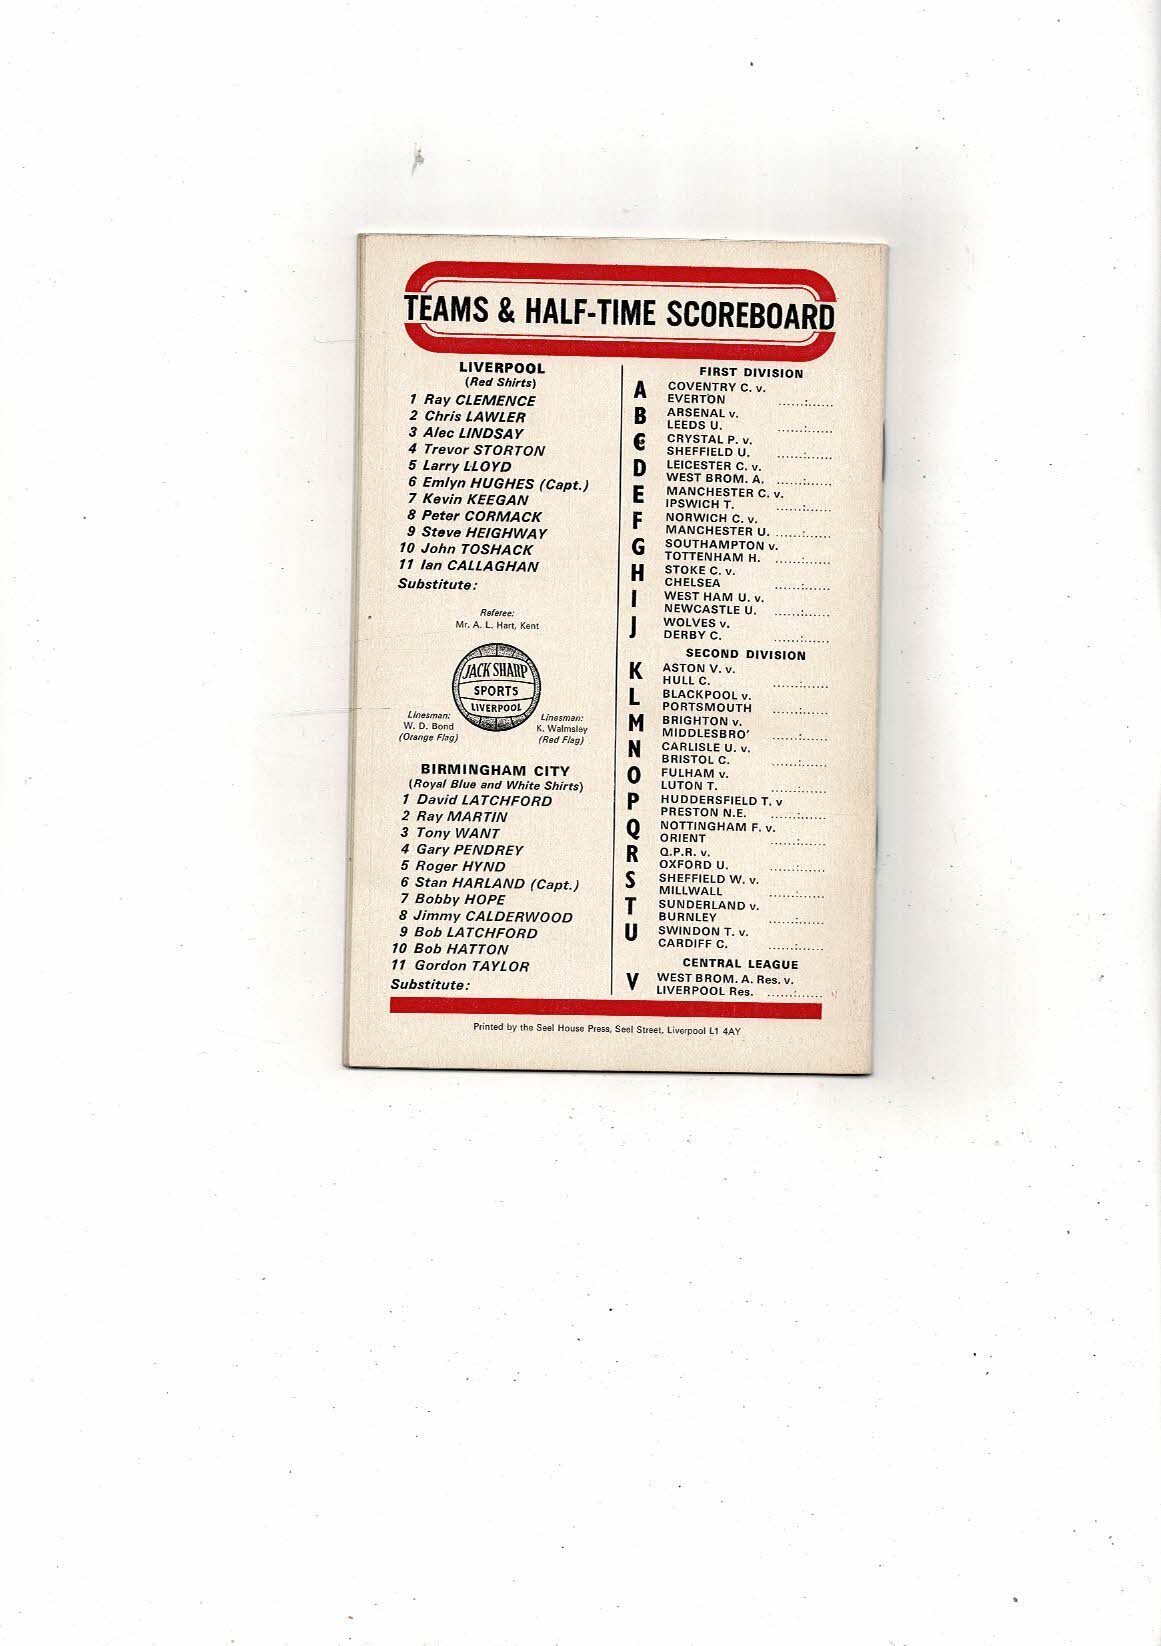 TEAMS & HALF-TIME SCOREBOARD
LIVERPOOL
(Red Shirts)
1 Ray CLEMENCE
2 Chris LAWLER
3 Alec LINDSAY
4 Trevor STORTON
5 Larry LLOYD
6 Emlyn HUGHES (Capt.)
7 Kevin KEEGAN
8 Peter CORMACK
9 Steve HEIGHWAY
10 John TOSHACK
11 Ian CALLAGHAN
Substitute:
Referee:
Mr. A. L. Hart, Kent
JACK SHARP
SPORTS
LIVERPOOL
Linesman:
W. D. Bond
(Orange Flag)
Linesman:
K. Walmsley
(Red Flag)
BIRMINGHAM CITY
(Royal Blue and White Shirts)
1 David LATCHFORD
2 Ray MARTIN
3 Tony WANT
4 Gary PENDREY
5 Roger HYND
6 Stan HARLAND (Capt.)
7 Bobby HOPE
8 Jimmy CALDERWOOD
9 Bob LATCHFORD
10 Bob HATTON
11 Gordon TAYLOR
Substitute:
FIRST DIVISION
A COVENTRY C. v.
EVERTON ......:......
B ARSENAL v.
LEEDS U. ......:......
C CRYSTAL P. v.
SHEFFIELD U. ......:......
D LEICESTER C. v.
WEST BROM. A. ......:......
E MANCHESTER C. v.
IPSWICH T. ......:......
F NORWICH C. v.
MANCHESTER U. ......:......
G SOUTHAMPTON v.
TOTTENHAM H. ......:......
H STOKE C. v.
CHELSEA ......:......
I WEST HAM U. v.
NEWCASTLE U. ......:......
J WOLVES v.
DERBY C. ......:......
SECOND DIVISION
K ASTON V. v.
HULL C. ......:......
L BLACKPOOL v.
PORTSMOUTH ......:......
M BRIGHTON v.
MIDDLESBRO' ......:......
N CARLISLE U. v.
BRISTOL C. ......:......
O FULHAM v.
LUTON T. ......:......
P HUDDERSFIELD T. v
PRESTON N.E. ......:......
Q NOTTINGHAM F. v.
ORIENT ......:......
R Q.P.R. v.
OXFORD U. ......:......
S SHEFFIELD W. v.
MILLWALL ......:......
T SUNDERLAND v.
BURNLEY ......:......
U SWINDON T. v.
CARDIFF C. ......:......
CENTRAL LEAGUE
V WEST BROM. A. Res. v.
LIVERPOOL Res. ......:......
Printed by the Seel House Press, Seel Street, Liverpool L1 4AY